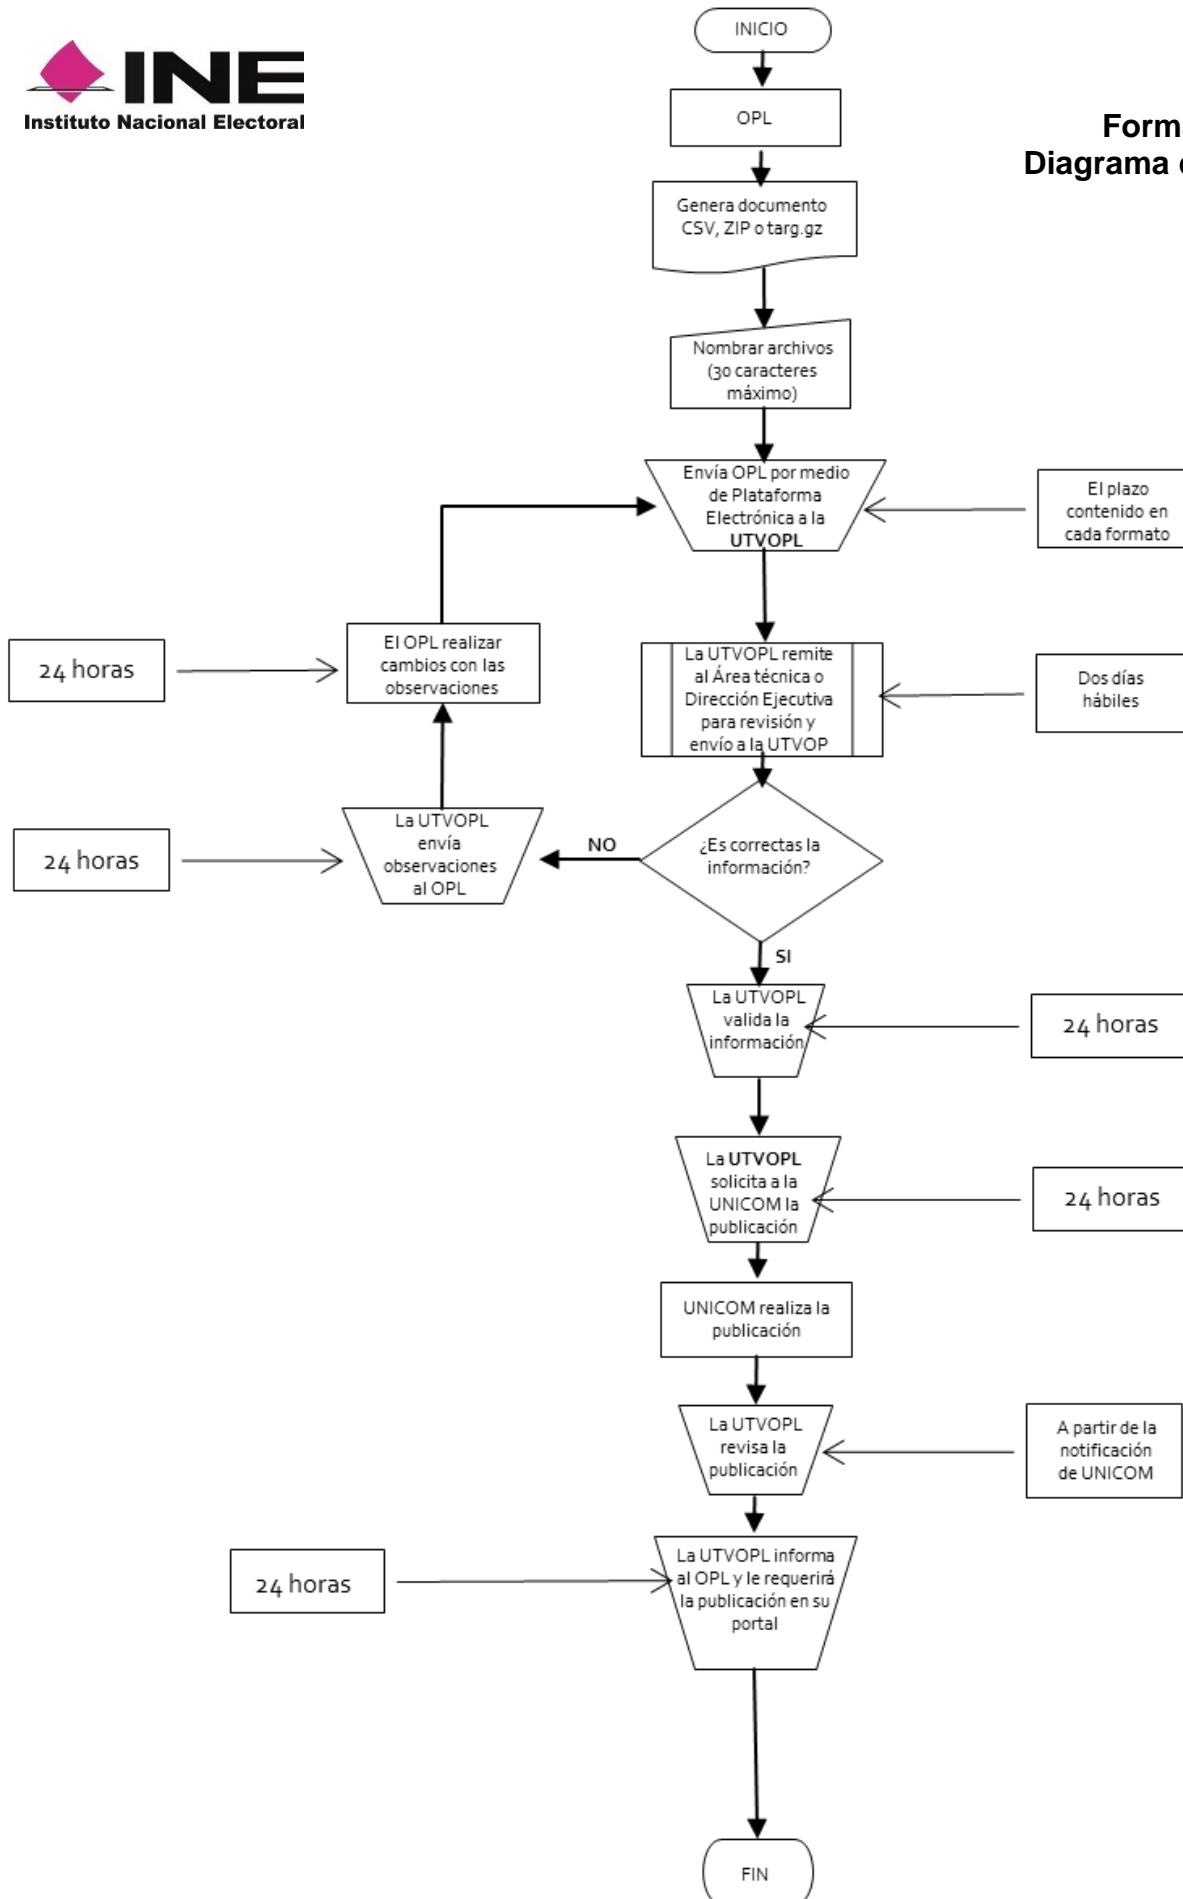 INE
Instituto Nacional Electoral
INICIO
OPL
Forma
Diagrama
Genera documento
CSV, ZIP o targ.gz
Nombrar archivos
(30 caracteres
máximo)
Envía OPL por medio
de Plataforma
Electrónica a la
UTVOPL
El plazo
contenido en
cada formato
24 horas
El OPL realizar
cambios con las
observaciones
La UTVOPL remite
al Área técnica o
Dirección Ejecutiva
para revisión y
envío a la UTVOP
Dos días
hábiles
24 horas
La UTVOPL
envía
observaciones
al OPL
NO
¿Es correctas la
información?
SI
La UTVOPL
valida la
información
24 horas
La UTVOPL
solicita a la
UNICOM la
publicación
24 horas
UNICOM realiza la
publicación
La UTVOPL
revisa la
publicación
A partir de la
notificación
de UNICOM
24 horas
La UTVOPL informa
al OPL y le requerirá
la publicación en su
portal
FIN